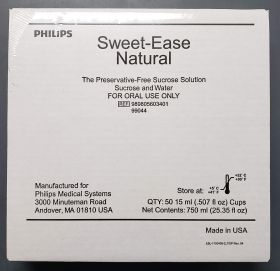 PHILIPS
Sweet-Ease
Natural
The Preservative-Free Sucrose Solution
Sucrose and Water
FOR ORAL USE ONLY
REF 989805603401
99044
Manufactured for
Philips Medical Systems
3000 Minuteman Road
Andover, MA 01810 USA
Store at:
QTY: 50 15 ml (.507 fl oz) Cups
Net Contents: 750 ml (25.35 fl oz)
Made in USA